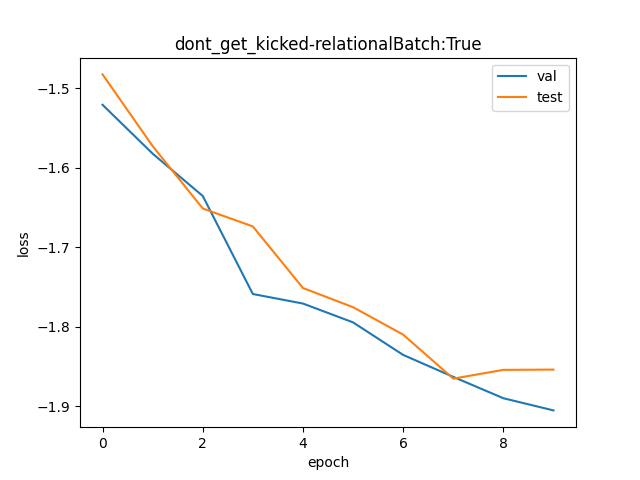 dont_get_kicked-relationalBatch:True
val
test
−1.5
−1.6
−1.7
−1.8
−1.9
loss
0
2
4
6
8
epoch